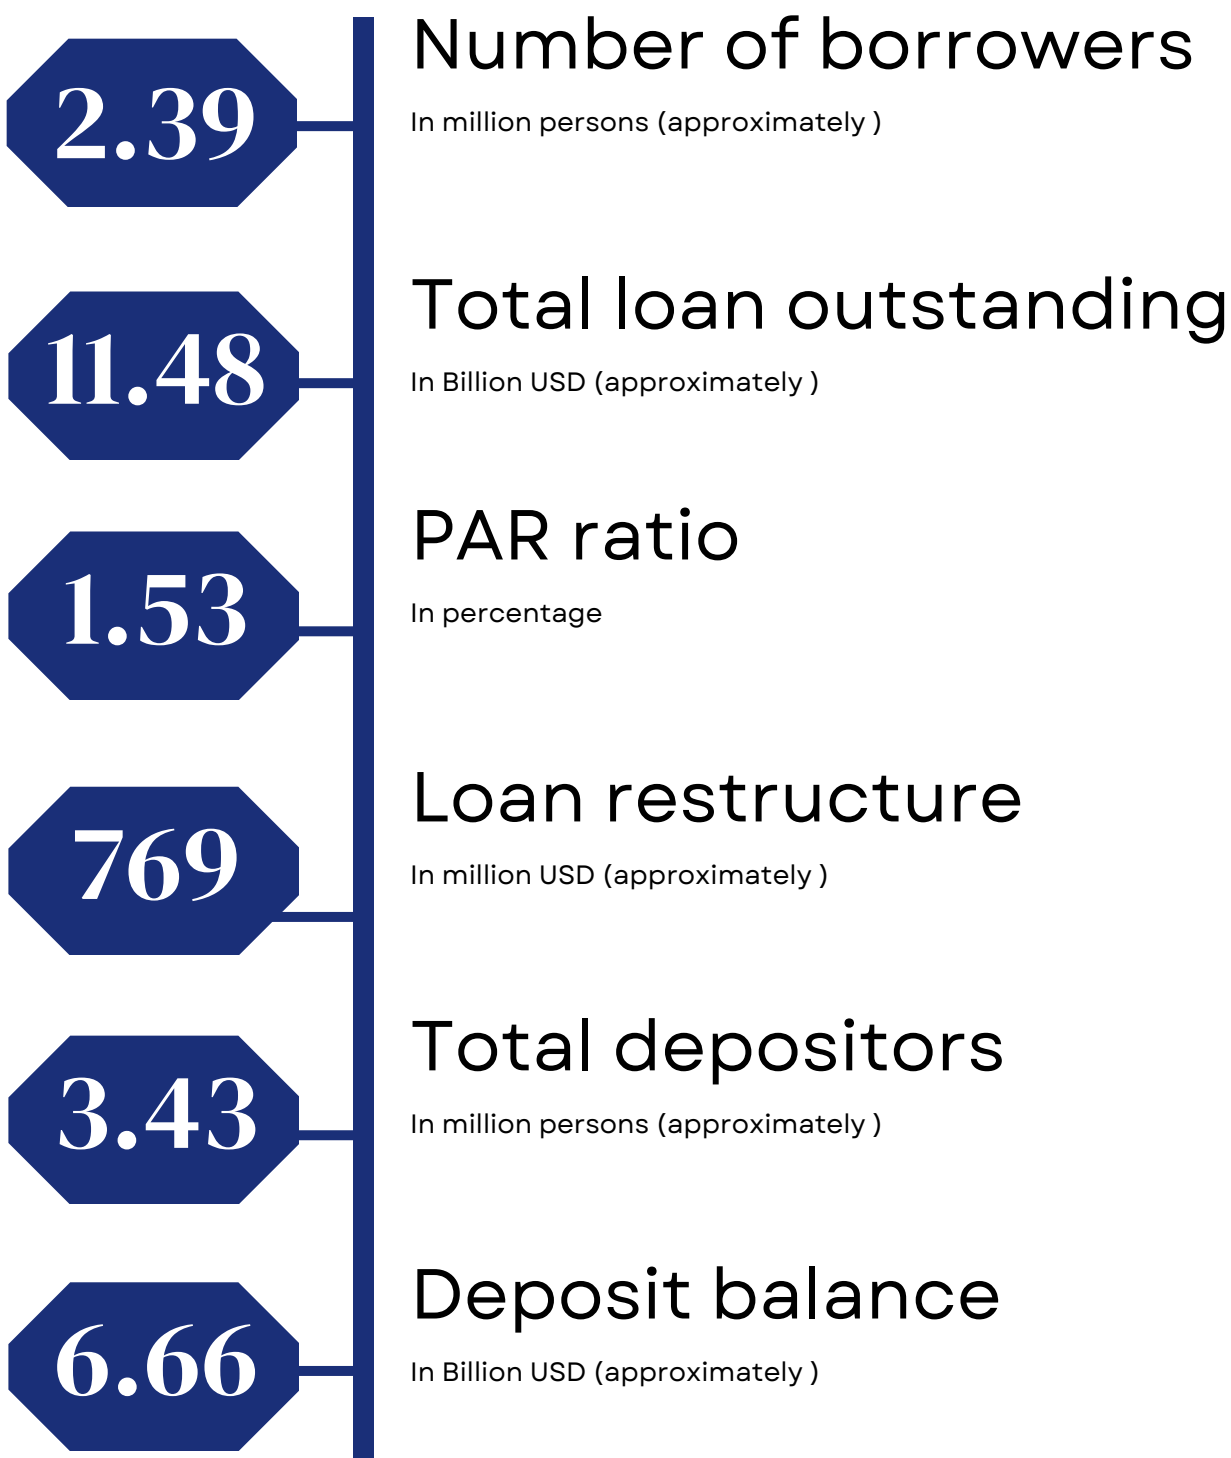 2.39
Number of borrowers
In million persons (approximately )
11.48
Total loan outstanding
In Billion USD (approximately )
1.53
PAR ratio
In percentage
769
Loan restructure
In million USD (approximately )
3.43
Total depositors
In million persons (approximately )
6.66
Deposit balance
In Billion USD (approximately )